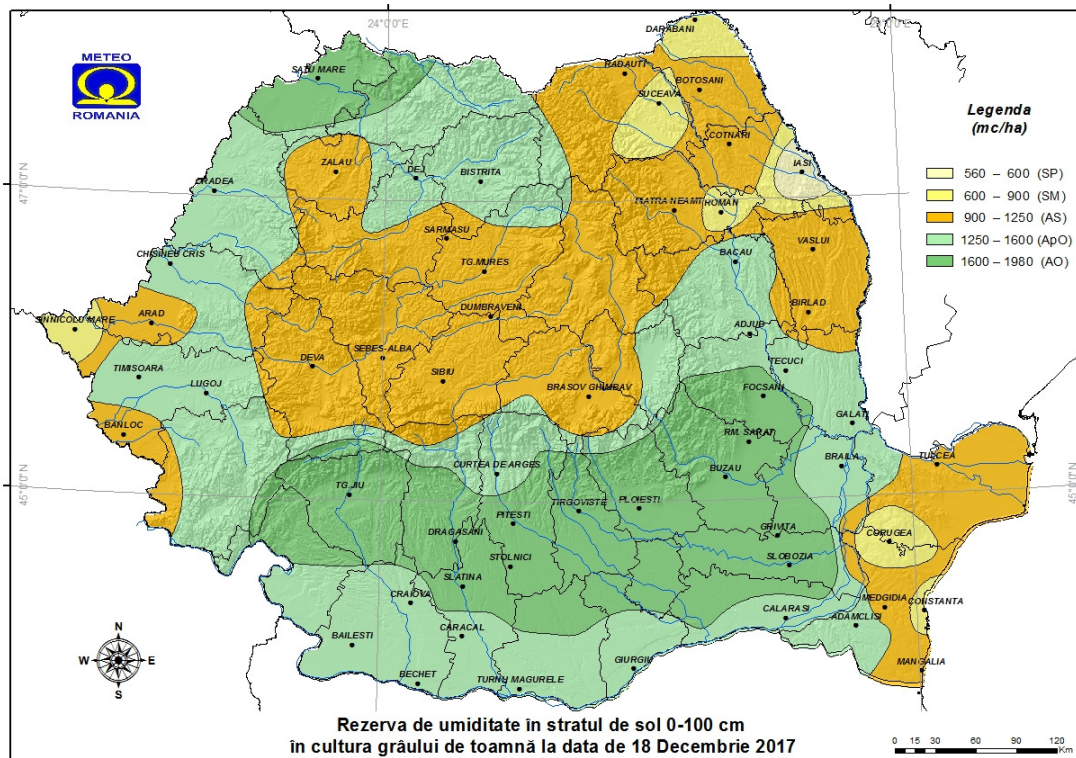 METEO
ROMANIA
24°0'0"E
Legenda
(mc/ha)
560 – 600 (SP)
600 – 900 (SM)
900 – 1250 (AS)
1250 – 1600 (ApO)
1600 – 1980 (AO)
47°0'0"N
45°0'0"N
45°0'0"N
DARABANI
SATU MARE
RADAUTI
BOTOSANI
SUCEAVA
COTNARI
IASI
ZALAU
DEJ
BISTRITA
ORADEA
PIATRA NEAMT
ROMAN
SARMASU
VASLUI
BACAU
CHISINEU CRIS
TG.MURES
DUMBRAVENI
BIRLAD
SINNICOLU MARE
ARAD
ADJUD
DEVA
SEBES-ALBA
SIBIU
TECUCI
TIMISOARA
LUGOJ
BRASOV GHIMBAV
FOCSANI
GALATI
BANLOC
RM. SARAT
CURTEA DE ARGES
BUZAU
BRAILA
TULCEA
TG.JIU
TIRGOVISTE
PLOIESTI
PITESTI
DRAGASANI
GRIVITA
CORUGEA
STOLNICI
SLOBOZIA
SLATINA
CRAIOVA
MEDGIDIA
CONSTANTA
CALARASI
ADAMCLISI
CARACAL
BAILESTI
GIURGIU
MANGALIA
BECHET
TURNU MAGURELE
N
W
E
S
Rezerva de umiditate în stratul de sol 0-100 cm
în cultura grâului de toamnă la data de 18 Decembrie 2017
0 15 30 60 90 120
Km